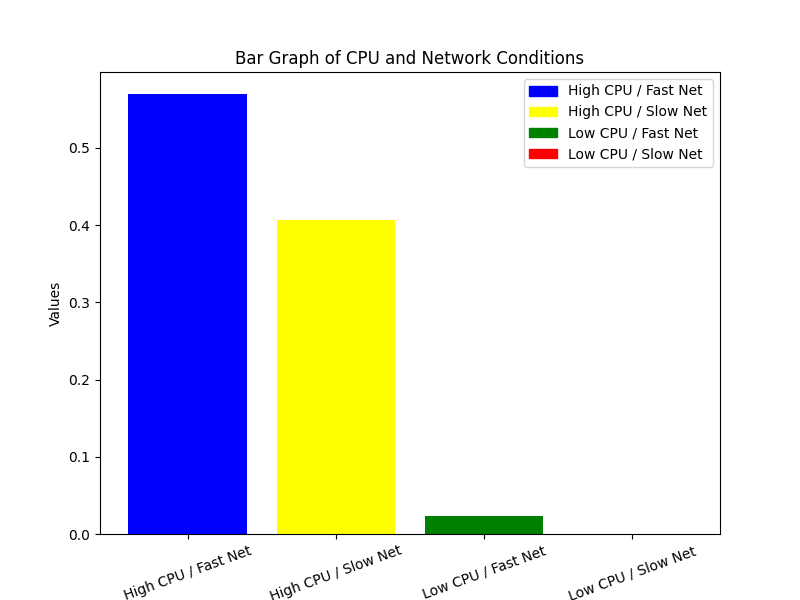 Bar Graph of CPU and Network Conditions
High CPU / Fast Net
High CPU / Slow Net
Low CPU / Fast Net
Low CPU / Slow Net
Values
0.5
0.4
0.3
0.2
0.1
0.0
High CPU / Fast Net
High CPU / Slow Net
Low CPU / Fast Net
Low CPU / Slow Net